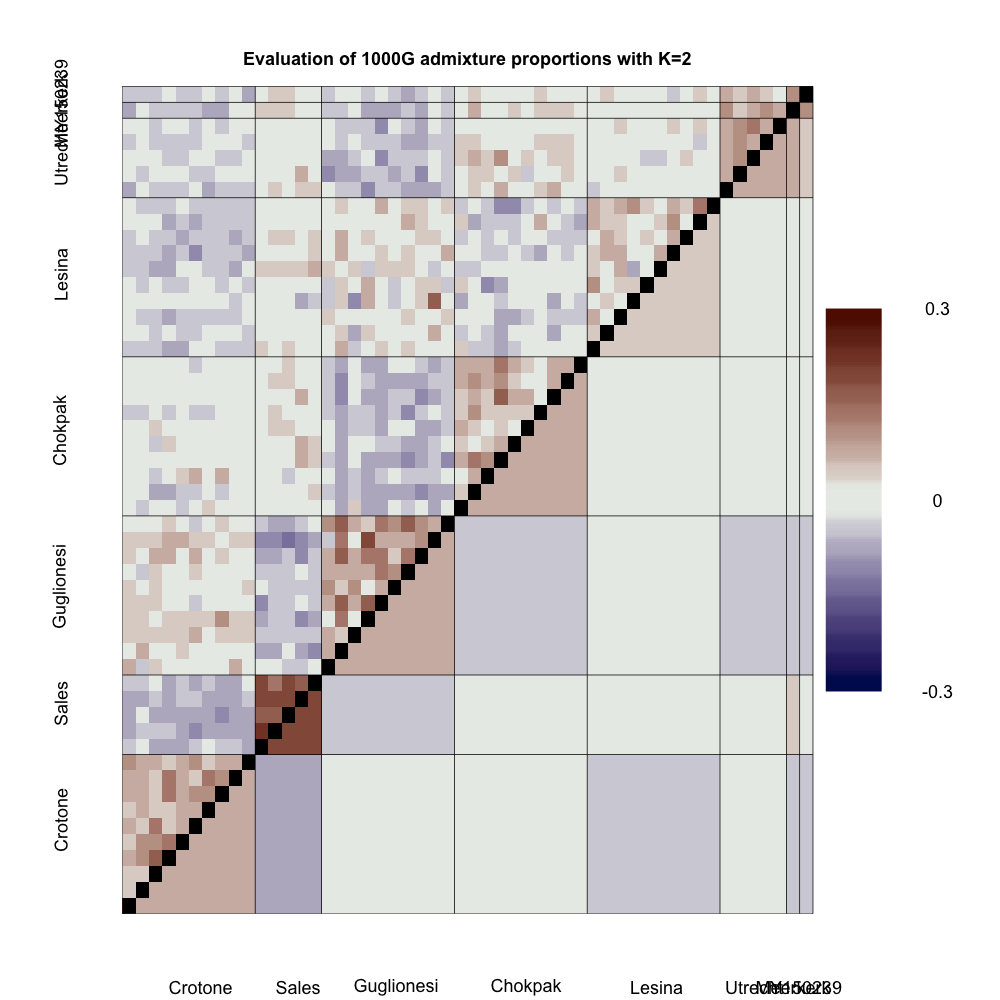 Evaluation of 1000G admixture proportions with K=2
Lesina
Chokpak
Guglionesi
Sales
Crotone
0.3
0
-0.3
Crotone
Sales
Guglionesi
Chokpak
Lesina